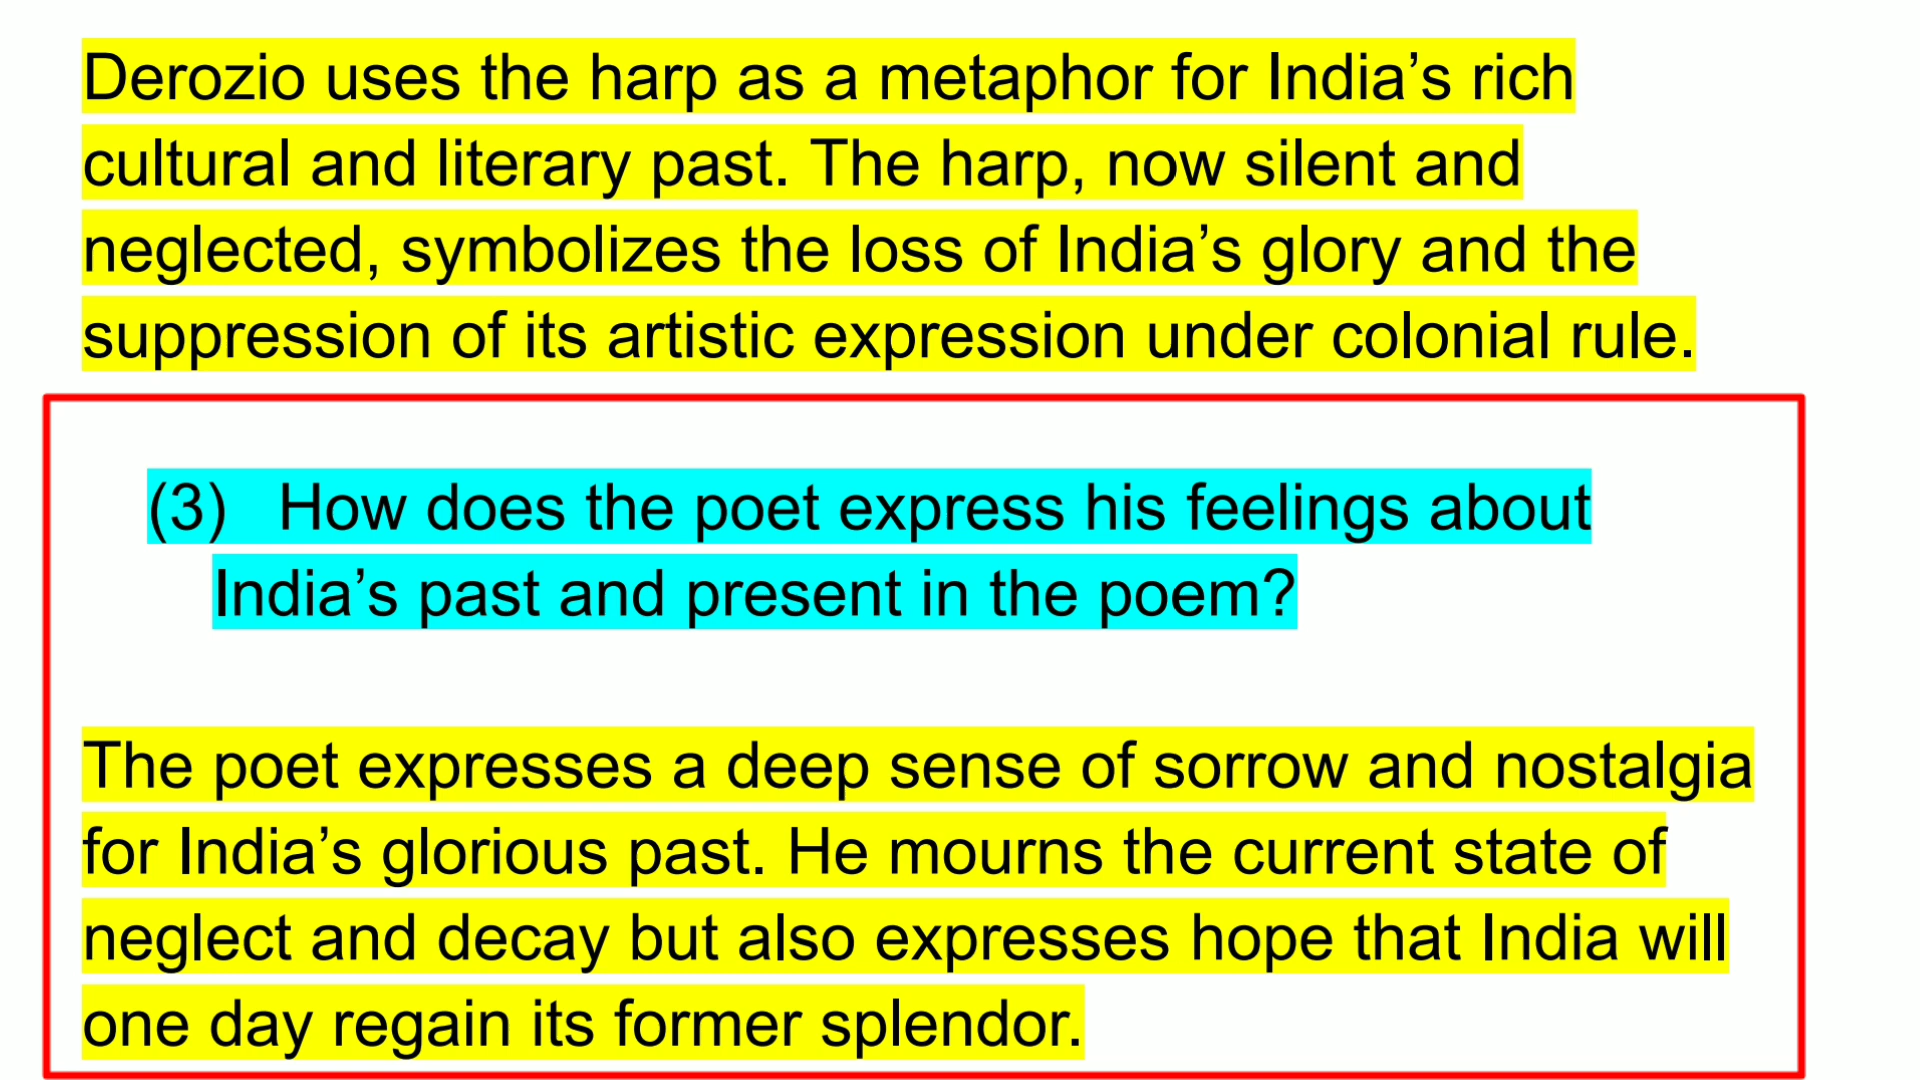 Derozio uses the harp as a metaphor for India’s rich
cultural and literary past. The harp, now silent and
neglected, symbolizes the loss of India’s glory and the
suppression of its artistic expression under colonial rule.
(3) How does the poet express his feelings about
India’s past and present in the poem?
The poet expresses a deep sense of sorrow and nostalgia
for India’s glorious past. He mourns the current state of
neglect and decay but also expresses hope that India will
one day regain its former splendor.